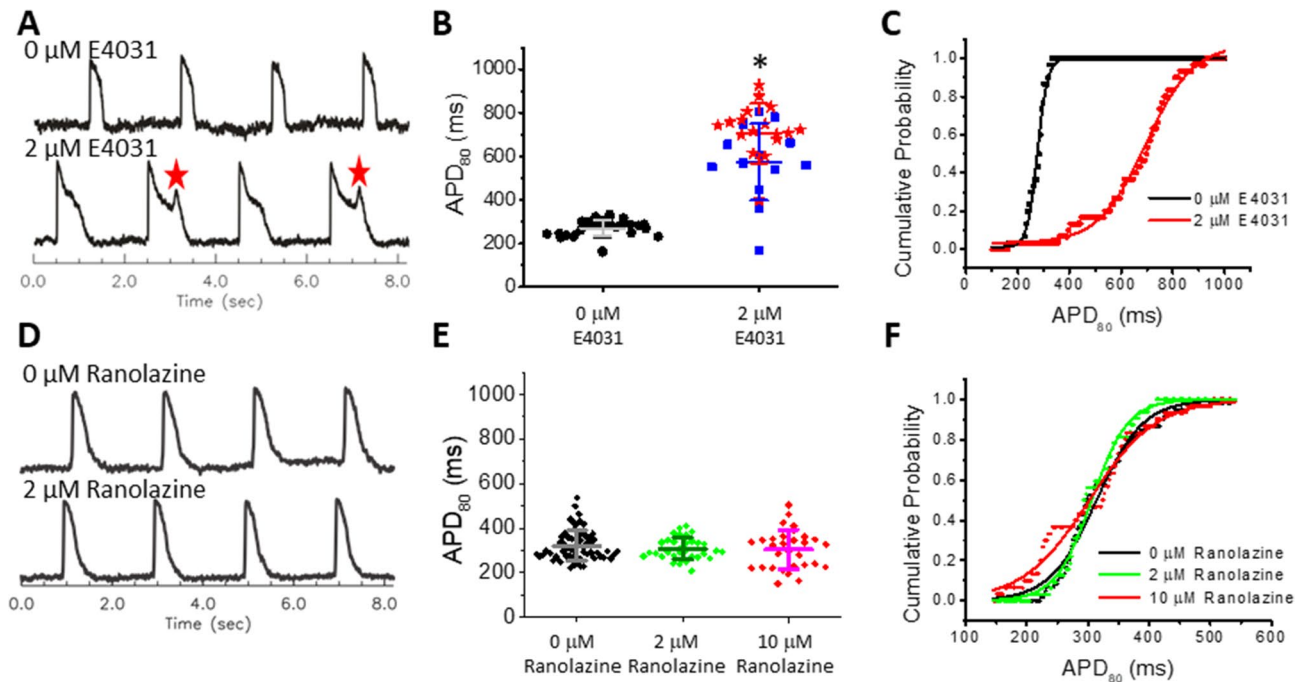 A
0 μM E4031
2 μM E4031
0.0 2.0 4.0 6.0 8.0
Time (sec)
B
*
APD80 (ms)
1000
800
600
400
200
0
0 μM 2 μM
E4031 E4031
C
Cumulative Probability
1.0
0.8
0.6
0.4
0.2
0.0
0 μM E4031
2 μM E4031
0 200 400 600 800 1000
APD80 (ms)
D
0 μM Ranolazine
2 μM Ranolazine
0.0 2.0 4.0 6.0 8.0
Time (sec)
E
APD80 (ms)
1000
800
600
400
200
0
0 μM 2 μM 10 μM
Ranolazine Ranolazine Ranolazine
F
Cumulative Probability
1.0
0.8
0.6
0.4
0.2
0.0
0 μM Ranolazine
2 μM Ranolazine
10 μM Ranolazine
100 200 300 400 500 600
APD80 (ms)